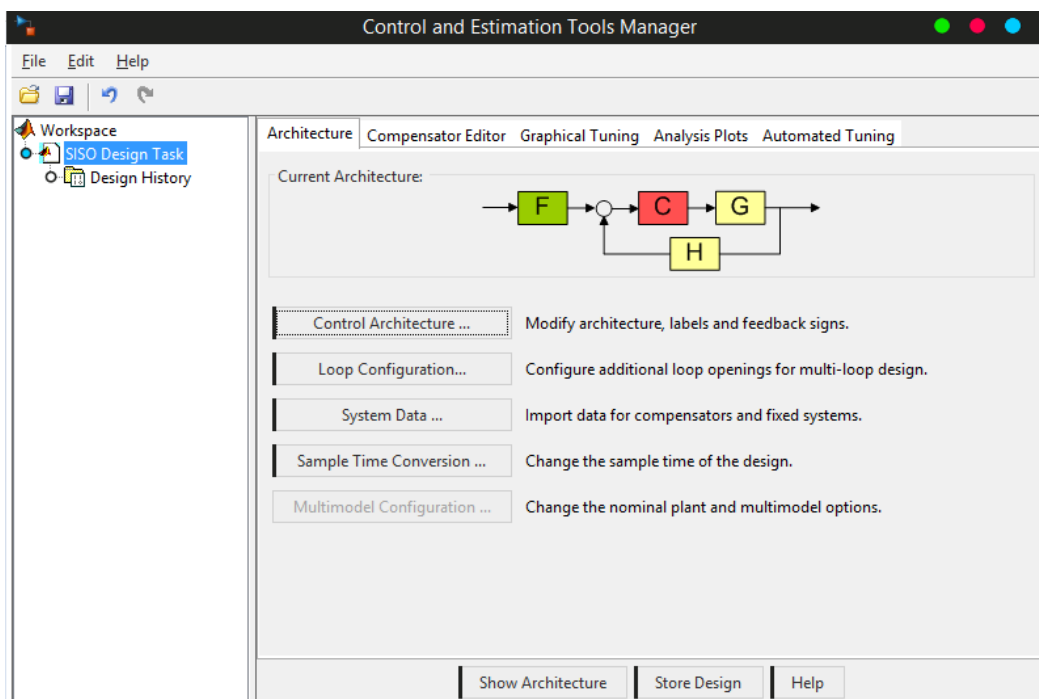 Control and Estimation Tools Manager
File Edit Help
Workspace
SISO Design Task
Design History
Architecture Compensator Editor Graphical Tuning Analysis Plots Automated Tuning
Current Architecture:
F C G
H
Control Architecture ... Modify architecture, labels and feedback signs.
Loop Configuration... Configure additional loop openings for multi-loop design.
System Data ... Import data for compensators and fixed systems.
Sample Time Conversion ... Change the sample time of the design.
Multimodel Configuration ... Change the nominal plant and multimodel options.
Show Architecture Store Design Help